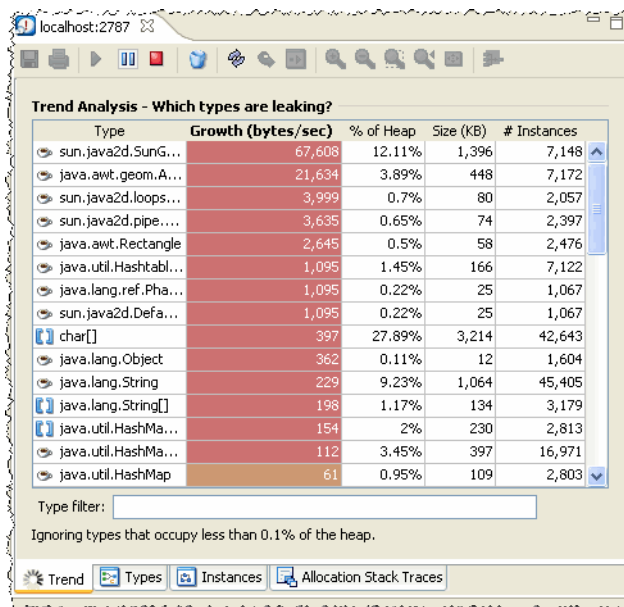 localhost:2787
Trend Analysis - Which types are leaking?
Type Growth (bytes/sec) % of Heap Size (KB) # Instances
sun.java2d.SunG... 67,608 12.11% 1,396 7,148
java.awt.geom.A... 21,634 3.89% 448 7,172
sun.java2d.loops... 3,999 0.7% 80 2,057
sun.java2d.pipe.... 3,635 0.65% 74 2,397
java.awt.Rectangle 2,645 0.5% 58 2,476
java.util.Hashtabl... 1,095 1.45% 166 7,122
java.lang.ref.Pha... 1,095 0.22% 25 1,067
sun.java2d.Defa... 1,095 0.22% 25 1,067
char[] 397 27.89% 3,214 42,643
java.lang.Object 362 0.11% 12 1,604
java.lang.String 229 9.23% 1,064 45,405
java.lang.String[] 198 1.17% 134 3,179
java.util.HashMa... 154 2% 230 2,813
java.util.HashMa... 112 3.45% 397 16,971
java.util.HashMap 61 0.95% 109 2,803
Type filter:
Ignoring types that occupy less than 0.1% of the heap.
Trend Types Instances Allocation Stack Traces